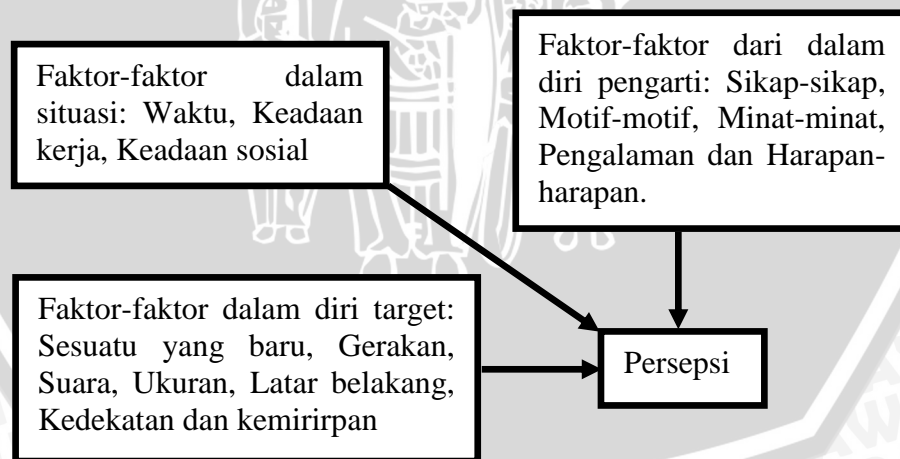 Faktor-faktor dalam
situasi: Waktu, Keadaan
kerja, Keadaan sosial
Faktor-faktor dari dalam
diri pengarti: Sikap-sikap,
Motif-motif, Minat-minat,
Pengalaman dan Harapan-
harapan.
Faktor-faktor dalam diri target:
Sesuatu yang baru, Gerakan,
Suara, Ukuran, Latar belakang,
Kedekatan dan kemirirpan
Persepsi